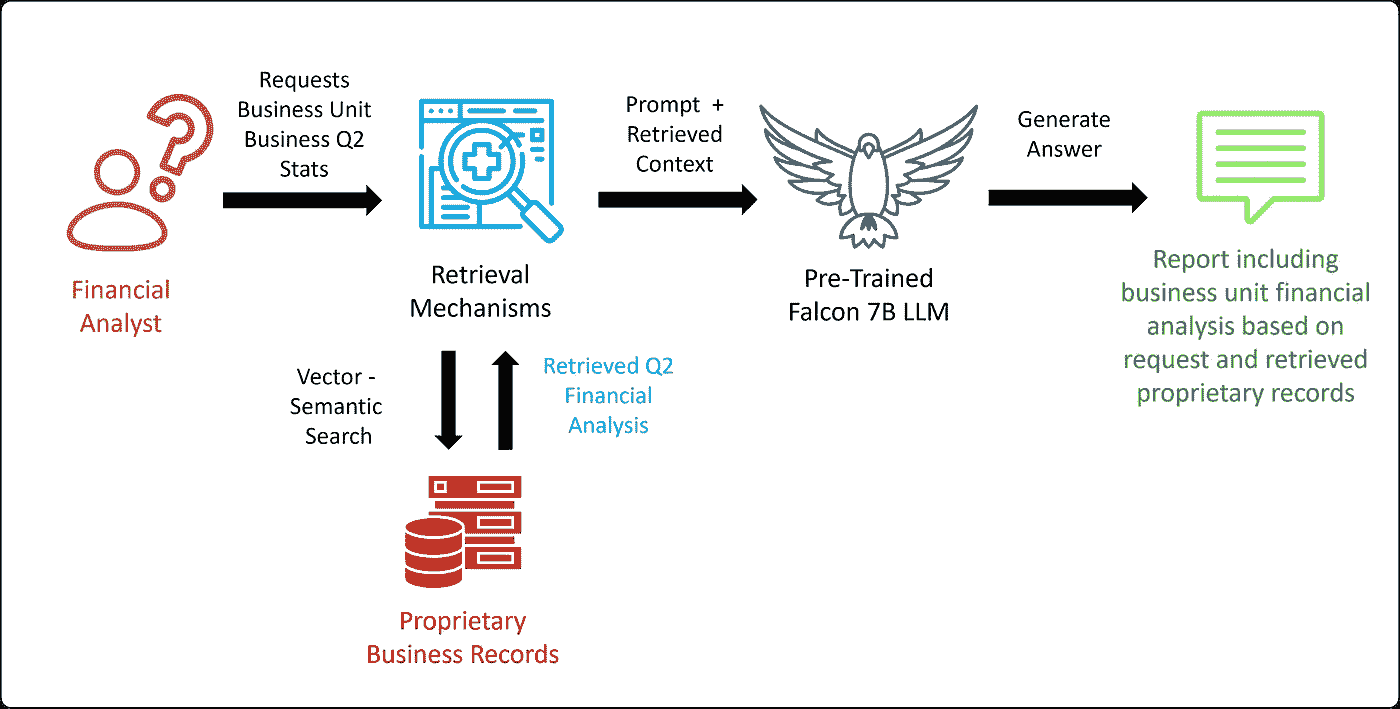 Requests
Business Unit
Business Q2
Stats
Prompt +
Retrieved
Context
Generate
Answer
Financial
Analyst
Retrieval
Mechanisms
Pre-Trained
Falcon 7B LLM
Report including
business unit financial
analysis based on
request and retrieved
proprietary records
Vector -
Semantic
Search
Retrieved Q2
Financial
Analysis
Proprietary
Business Records